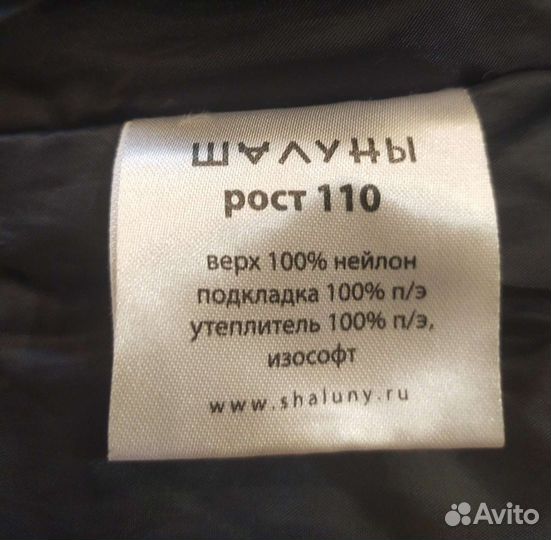 ШАЛУНЫ
рост 110
верх 100% нейлон
подкладка 100% п/э
утеплитель 100% п/э,
изософт
www.shaluny.ru
Avito